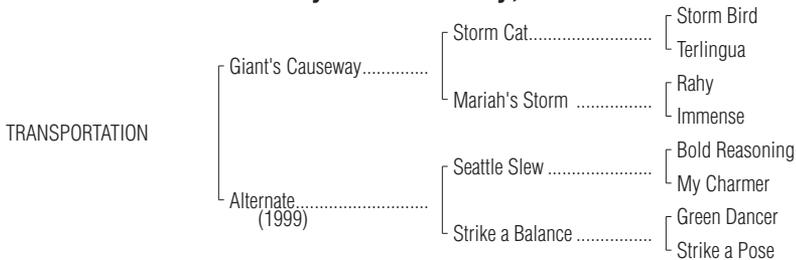 Storm Bird
Storm Cat..........................
Terlingua
Giant's Causeway..............
Rahy
Mariah's Storm ................
Immense
TRANSPORTATION
Bold Reasoning
Seattle Slew ......................
My Charmer
Alternate............................
(1999)
Green Dancer
Strike a Balance ................
Strike a Pose